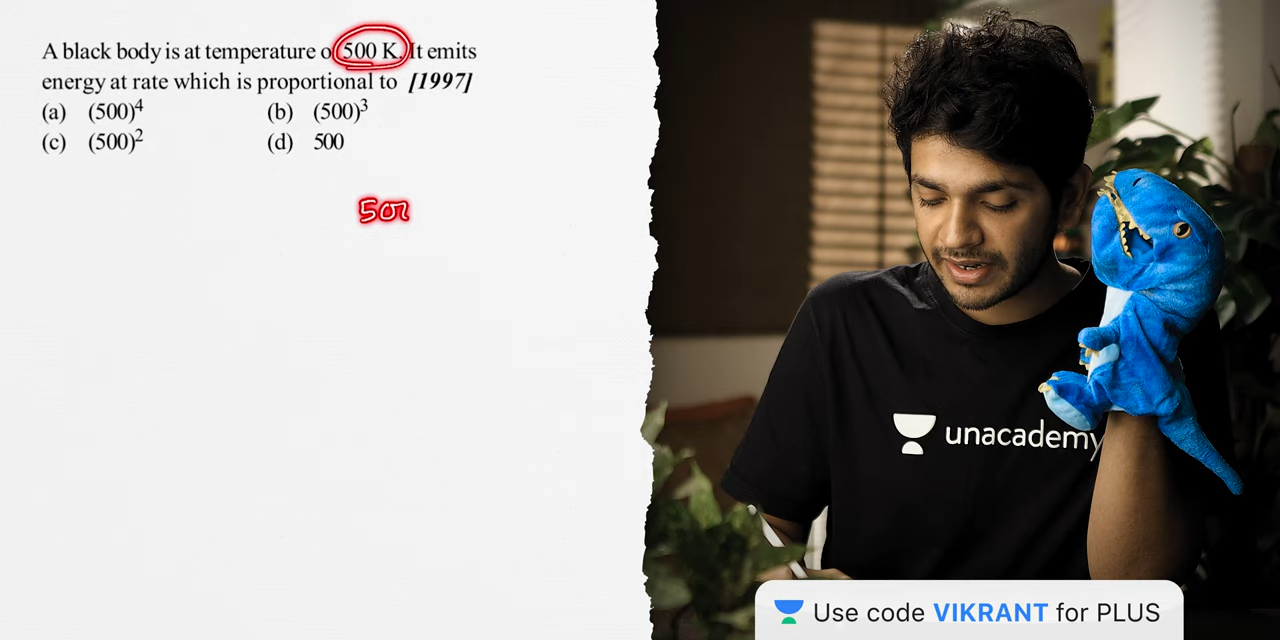 A black body is at temperature o 500 K. It emits
energy at rate which is proportional to [1997]
(a) (500)⁴ (b) (500)³
(c) (500)² (d) 500
unacademy
Use code VIKRANT for PLUS